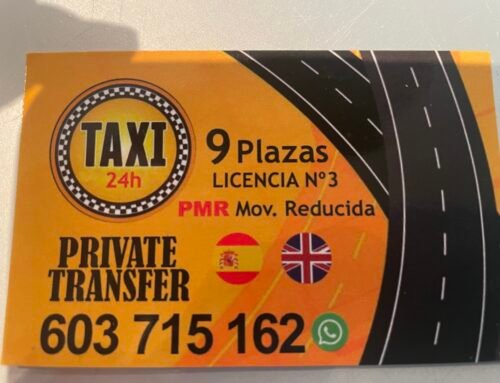 TAXI
24h
9 Plazas
LICENCIA Nº3
PMR Mov. Reducida
PRIVATE
TRANSFER
603 715 162